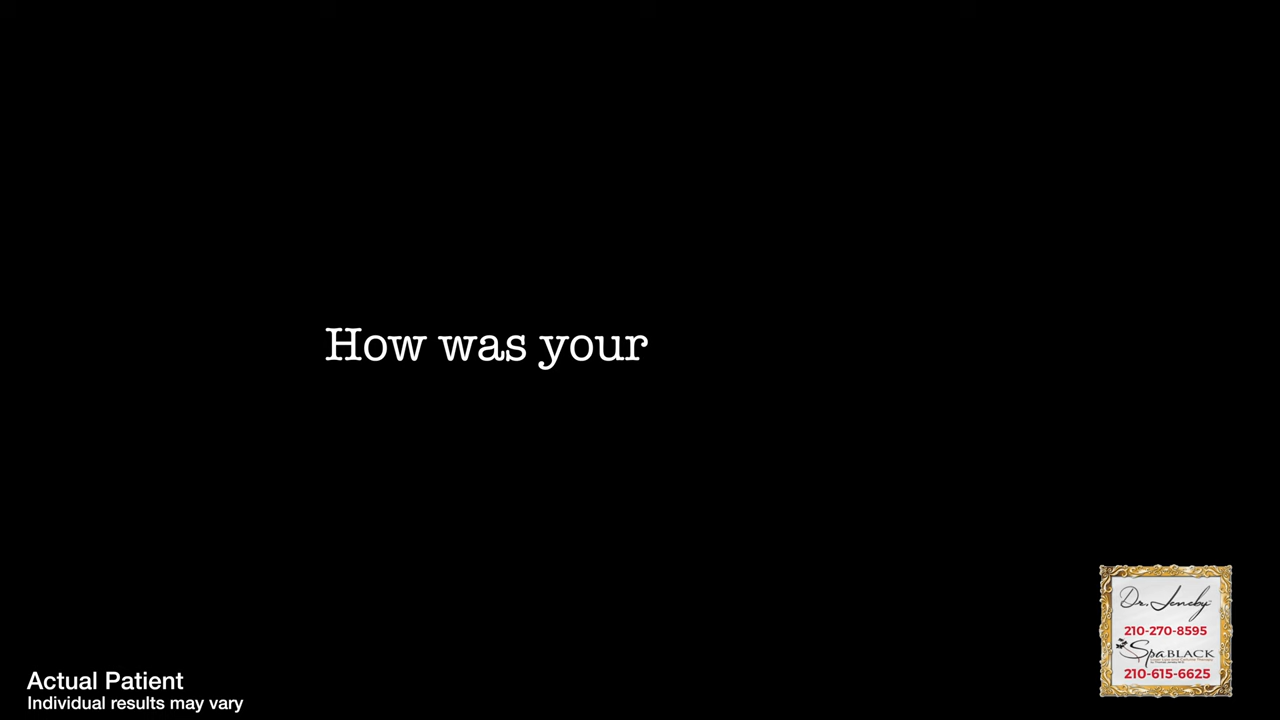 How was your
Dr. Jeneby
210-270-8595
SpaBLACK
210-615-6625
Actual Patient
Individual results may vary